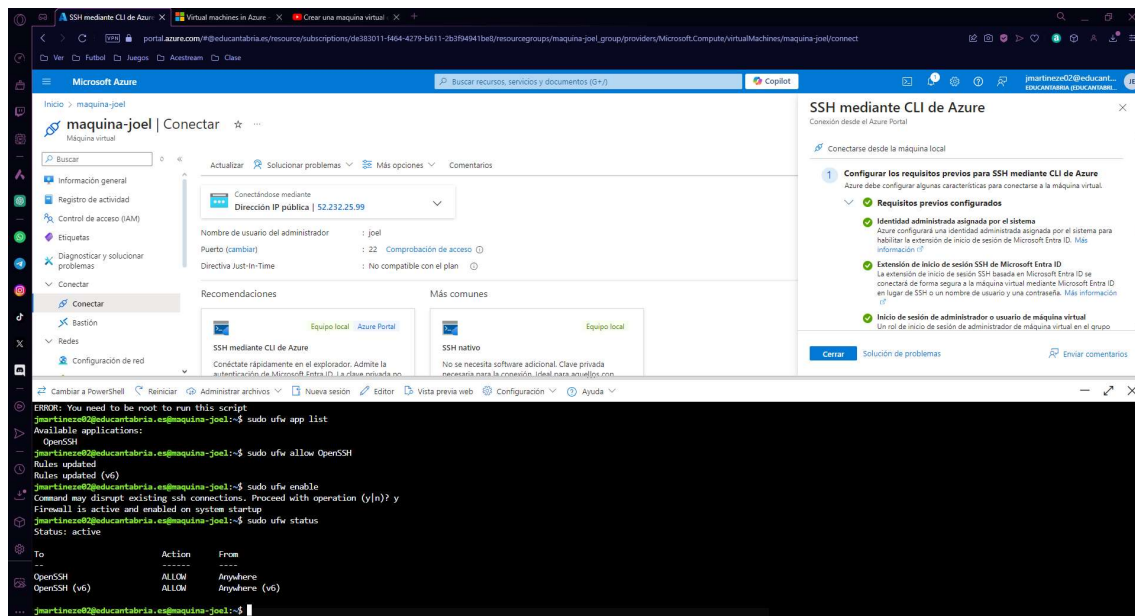 SSH mediante CLI de Azure
Virtual machines in Azure
Crear una maquina virtual
VPN
portal.azure.com/#@educantabria.es/resource/subscriptions/de383011-f464-4279-b611-2b3f94941be8/resourcegroups/maquina-joel_group/providers/Microsoft.Compute/virtualMachines/maquina-joel/connect
Ver Futbol Juegos Acestream Clase
Microsoft Azure
Buscar recursos, servicios y documentos (G+/)
Copilot
jmartineze02@educant...
EDUCANTABRIA (EDUCANTABRI...
JE
Inicio > maquina-joel
maquina-joel | Conectar
Máquina virtual
Buscar
Información general
Registro de actividad
Control de acceso (IAM)
Etiquetas
Diagnosticar y solucionar
problemas
Conectar
Conectar
Bastión
Redes
Configuración de red
Actualizar Solucionar problemas Más opciones Comentarios
Conectándose mediante
Dirección IP pública | 52.232.25.99
Nombre de usuario del administrador : joel
Puerto (cambiar) : 22 Comprobación de acceso
Directiva Just-In-Time : No compatible con el plan
Recomendaciones
Equipo local Azure Portal
SSH mediante CLI de Azure
Conéctate rápidamente en el explorador. Admite la
autenticación de Microsoft Entra ID. La clave privada no
Más comunes
Equipo local
SSH nativo
No se necesita software adicional. Clave privada
necesaria para la conexión. Ideal para aquellos con
SSH mediante CLI de Azure
Conexión desde el Azure Portal
Conectarse desde la máquina local
1 Configurar los requisitos previos para SSH mediante CLI de Azure
Azure debe configurar algunas características para conectarse a la máquina virtual.
Requisitos previos configurados
Identidad administrada asignada por el sistema
Azure configurará una identidad administrada asignada por el sistema para
habilitar la extensión de inicio de sesión de Microsoft Entra ID. Más
información
Extensión de inicio de sesión SSH de Microsoft Entra ID
La extensión de inicio de sesión SSH basada en Microsoft Entra ID se
conectará de forma segura a la máquina virtual mediante Microsoft Entra ID
en lugar de SSH o un nombre de usuario y una contraseña. Más información
Inicio de sesión de administrador o usuario de máquina virtual
Un rol de inicio de sesión de administrador de máquina virtual en el grupo
Cerrar Solución de problemas Enviar comentarios
Cambiar a PowerShell Reiniciar Administrar archivos Nueva sesión Editor Vista previa web Configuración Ayuda
ERROR: You need to be root to run this script
jmartineze02@educantabria.es@maquina-joel:~$ sudo ufw app list
Available applications:
OpenSSH
jmartineze02@educantabria.es@maquina-joel:~$ sudo ufw allow OpenSSH
Rules updated
Rules updated (v6)
jmartineze02@educantabria.es@maquina-joel:~$ sudo ufw enable
Command may disrupt existing ssh connections. Proceed with operation (y|n)? y
Firewall is active and enabled on system startup
jmartineze02@educantabria.es@maquina-joel:~$ sudo ufw status
Status: active
To Action From
-- ------ ----
OpenSSH ALLOW Anywhere
OpenSSH (v6) ALLOW Anywhere (v6)
jmartineze02@educantabria.es@maquina-joel:~$